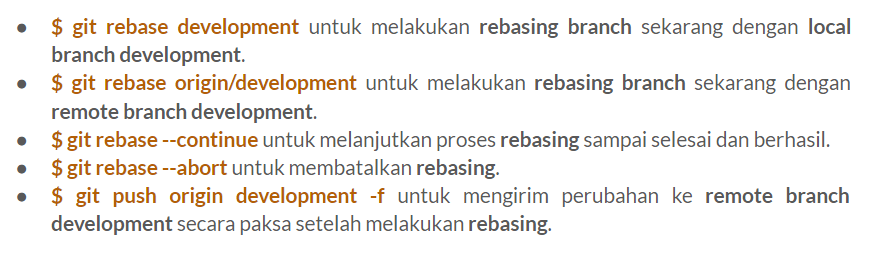 ● $ git rebase development untuk melakukan rebasing branch sekarang dengan local
branch development.
● $ git rebase origin/development untuk melakukan rebasing branch sekarang dengan
remote branch development.
● $ git rebase --continue untuk melanjutkan proses rebasing sampai selesai dan berhasil.
● $ git rebase --abort untuk membatalkan rebasing.
● $ git push origin development -f untuk mengirim perubahan ke remote branch
development secara paksa setelah melakukan rebasing.